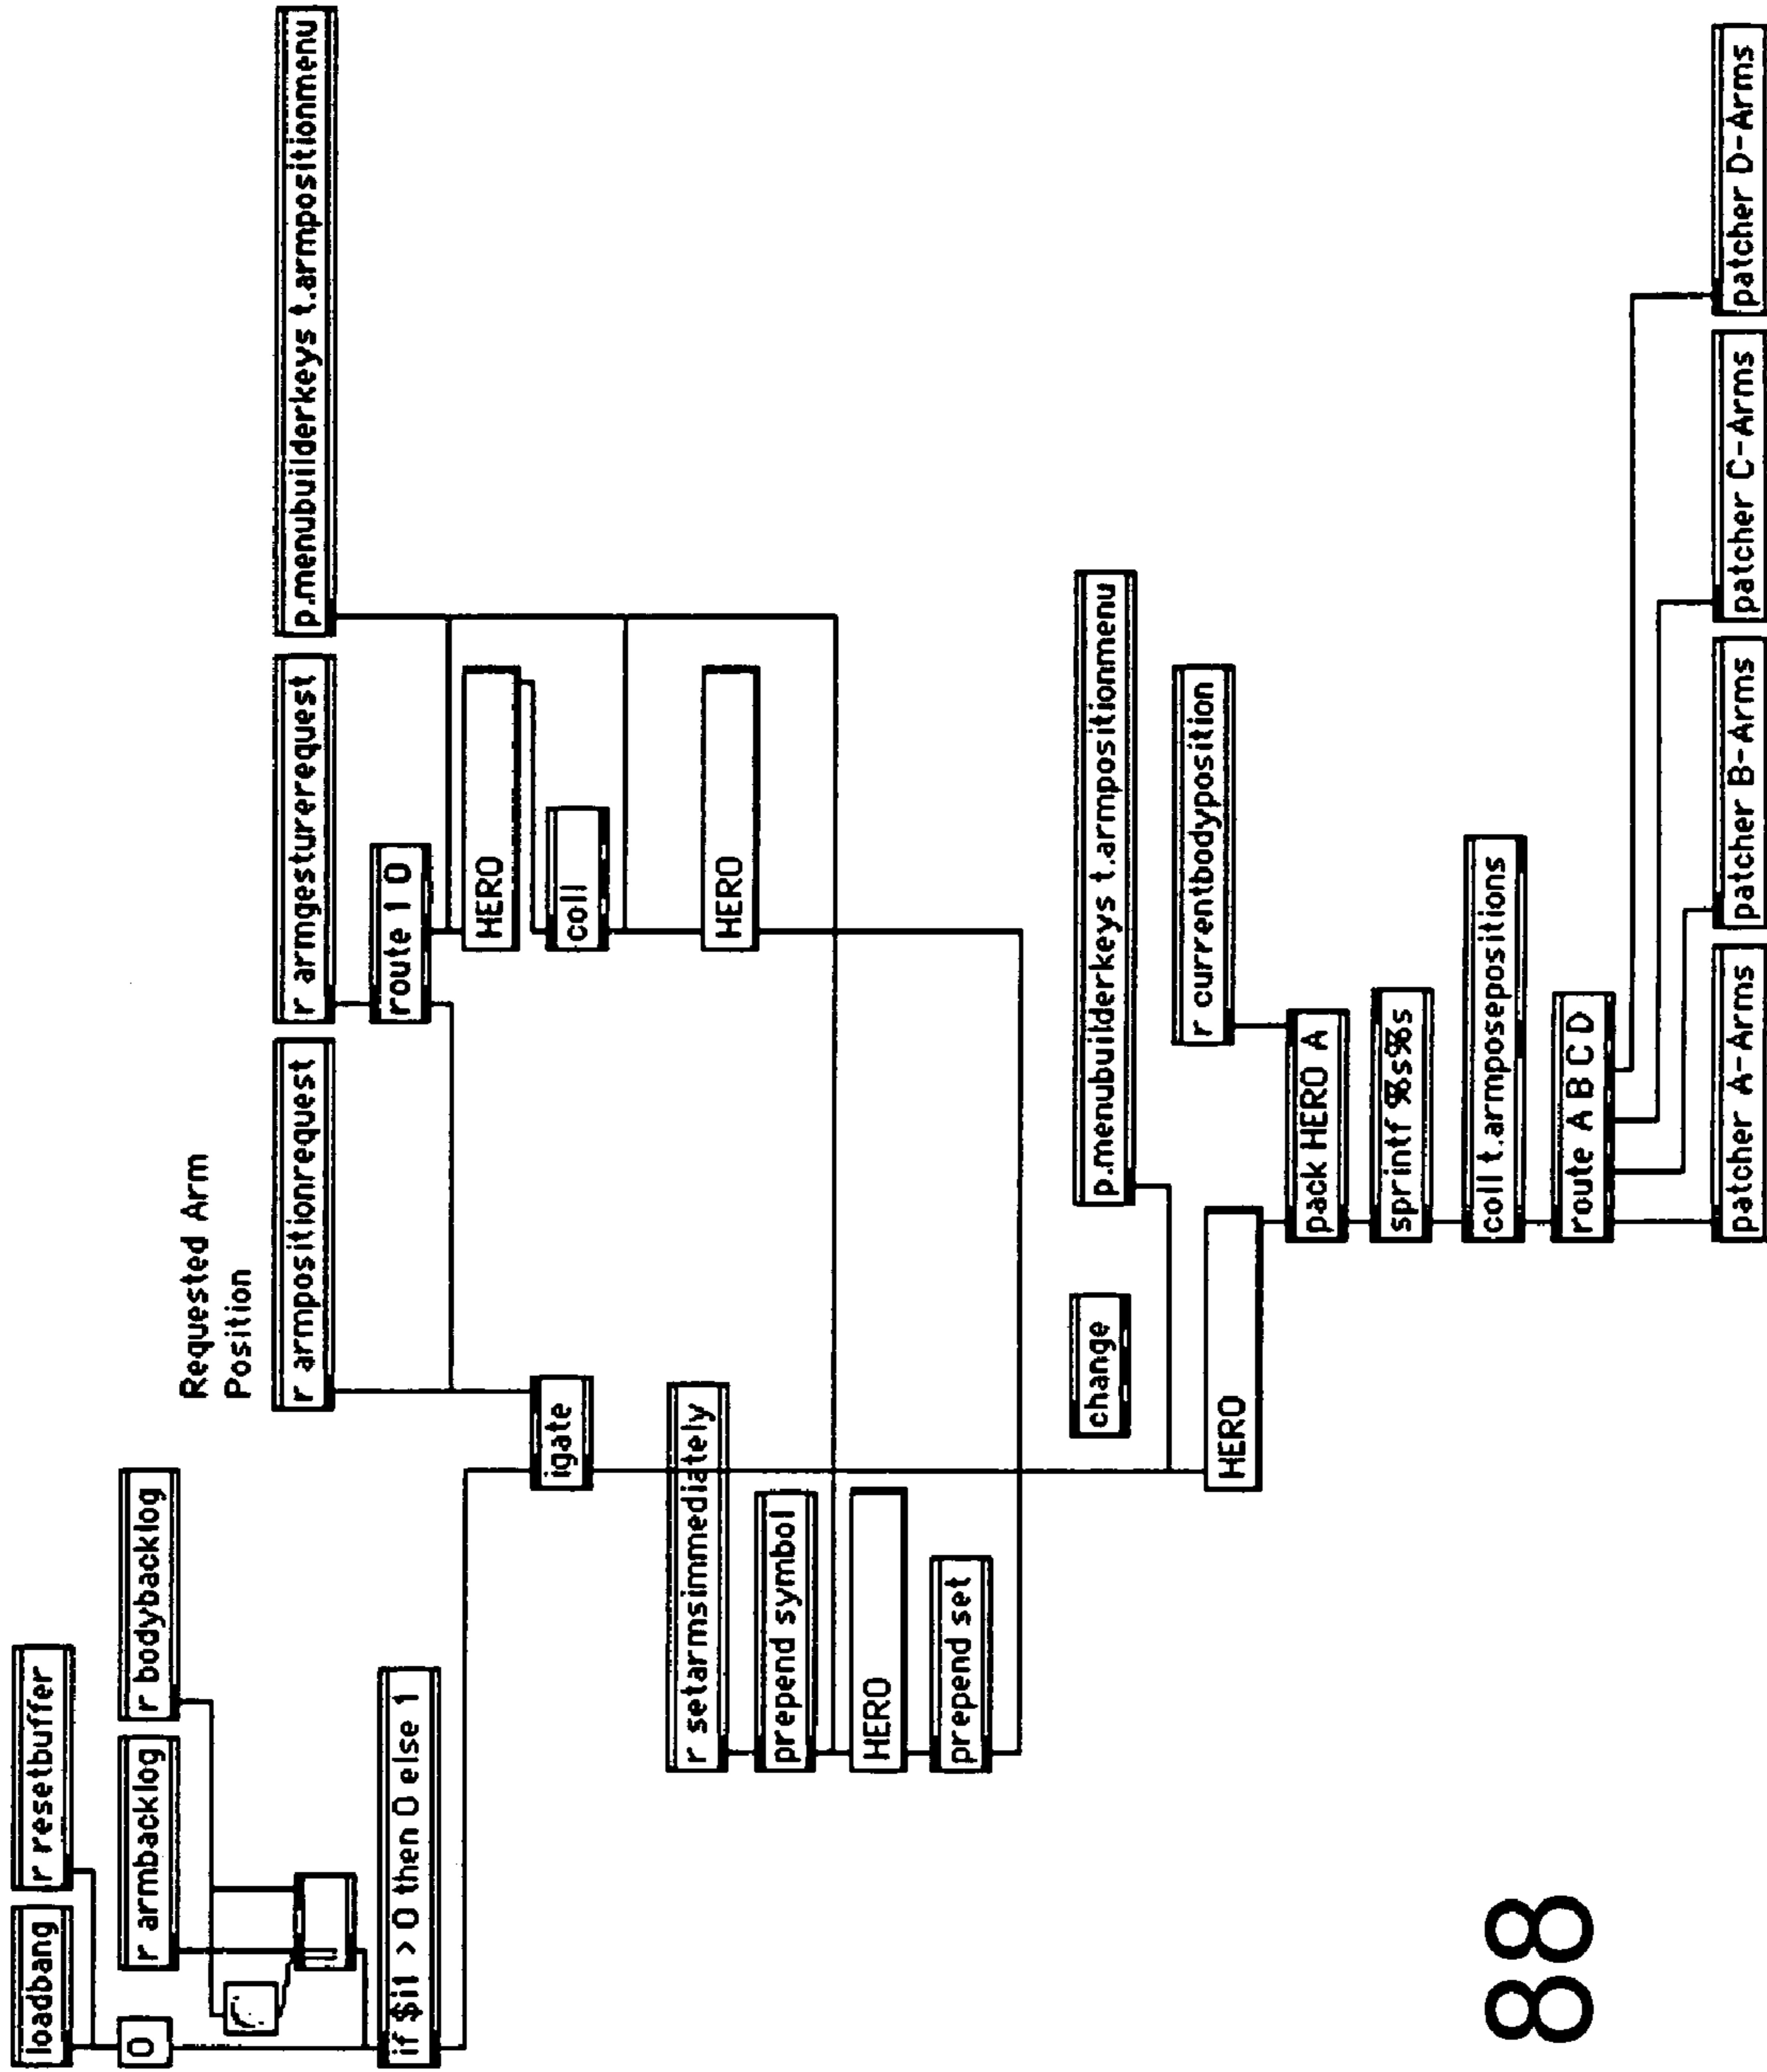 loadbang
r resetbuffer
0
r armbacklog
r bodybacklog
||
if $i1 > 0 then 0 else 1
Requested Arm
Position
r armpositionrequest
r armgesturerequest
p.menubuilderkeys t.armpositionmenu
route 1 0
HERO
igate
coll
r setarmsimmediately
HERO
prepend symbol
HERO
prepend set
change
p.menubuilderkeys t.armpositionmenu
r currentbodyposition
HERO
pack HERO A
sprintf %s%s
coll t.armposepositions
route A B C D
patcher A-Arms
patcher B-Arms
patcher C-Arms
patcher D-Arms
88